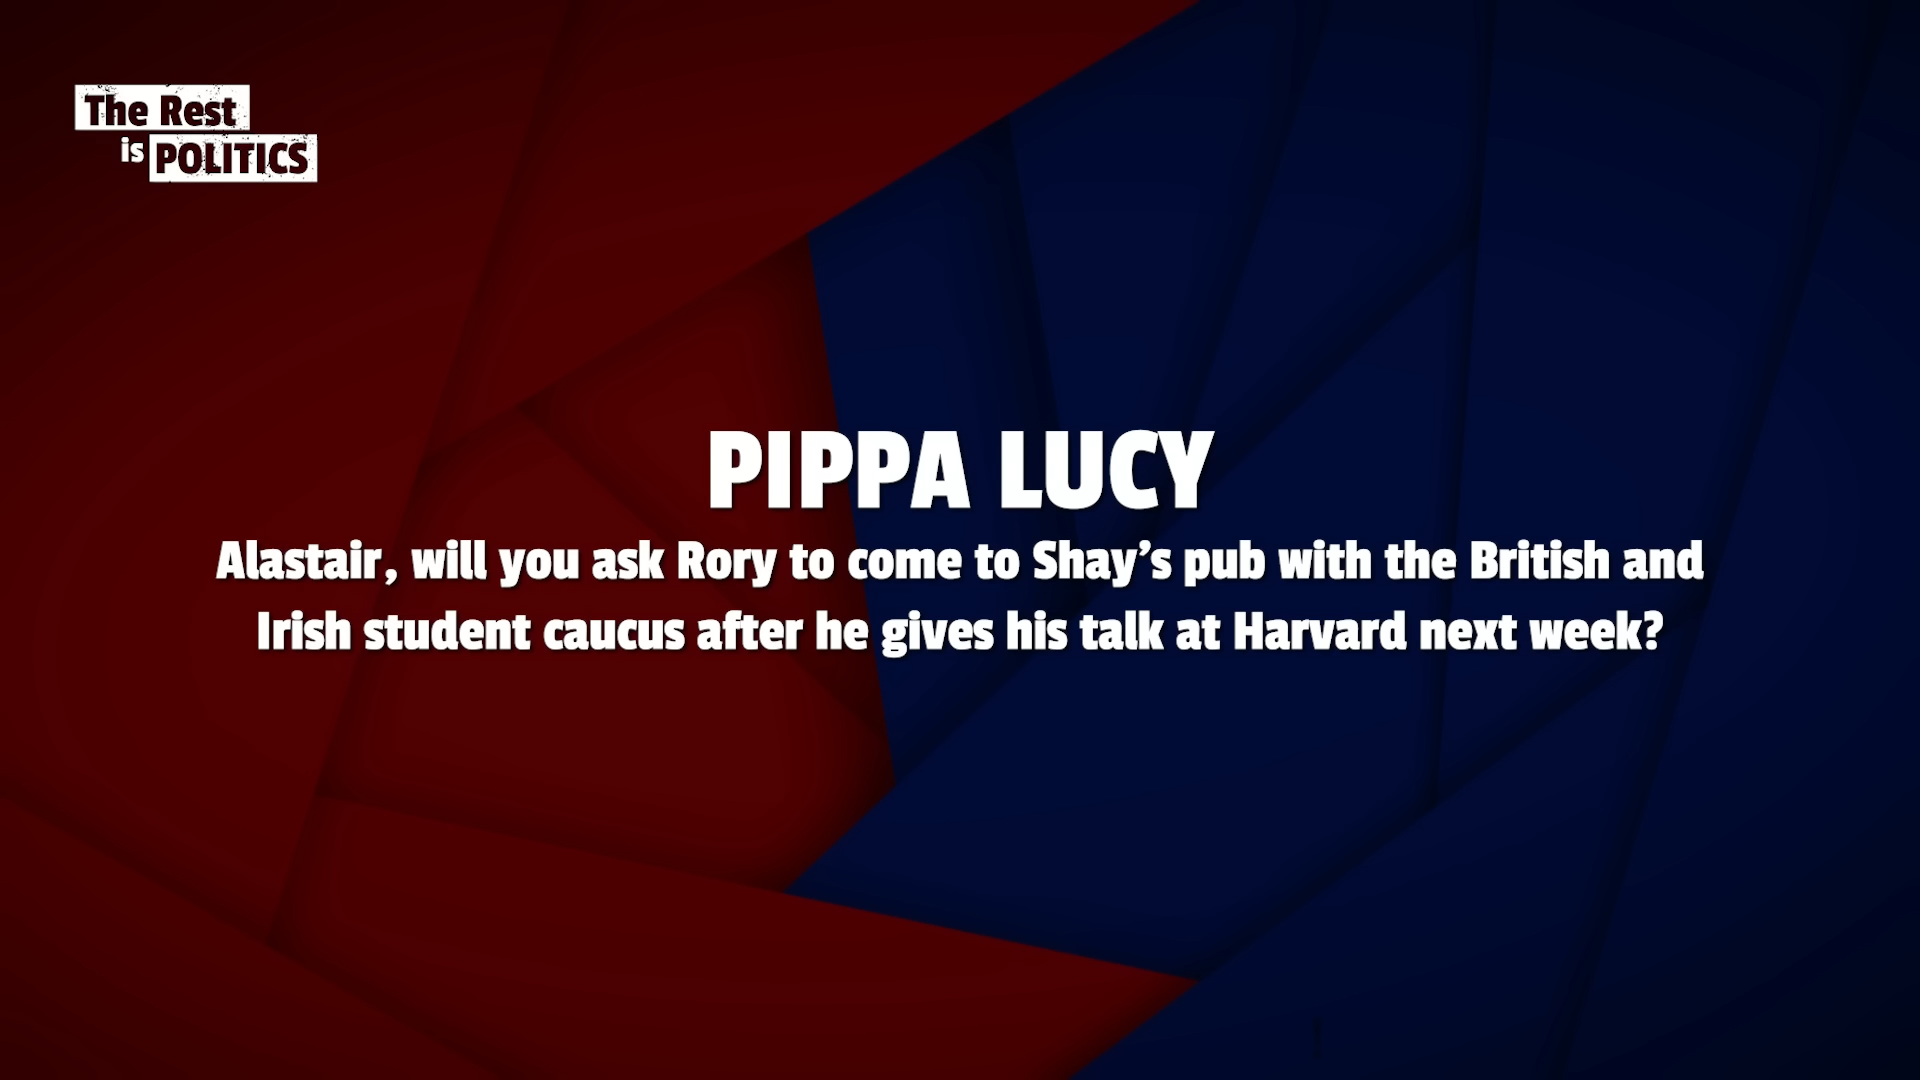 The Rest
is POLITICS
PIPPA LUCY
Alastair, will you ask Rory to come to Shay’s pub with the British and
Irish student caucus after he gives his talk at Harvard next week?